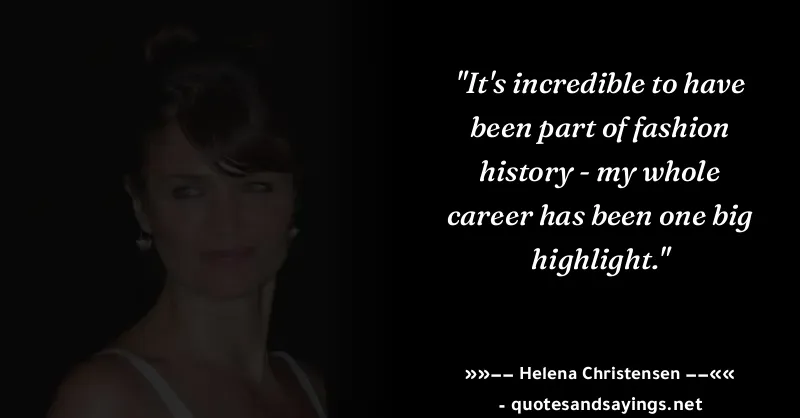 "It's incredible to have
been part of fashion
history - my whole
career has been one big
highlight."
»»−− Helena Christensen −−««
- quotesandsayings.net